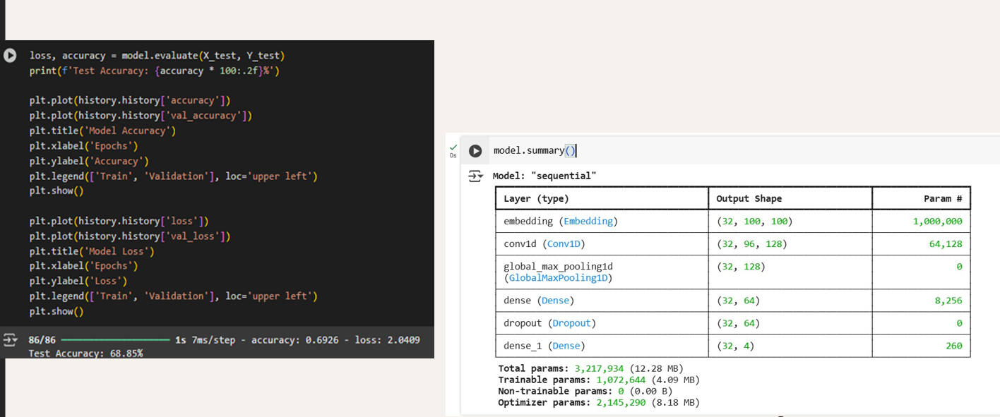 loss, accuracy = model.evaluate(X_test, Y_test)
print(f'Test Accuracy: {accuracy * 100:.2f}%')
plt.plot(history.history['accuracy'])
plt.plot(history.history['val_accuracy'])
plt.title('Model Accuracy')
plt.xlabel('Epochs')
plt.ylabel('Accuracy')
plt.legend(['Train', 'Validation'], loc='upper left')
plt.show()
plt.plot(history.history['loss'])
plt.plot(history.history['val_loss'])
plt.title('Model Loss')
plt.xlabel('Epochs')
plt.ylabel('Loss')
plt.legend(['Train', 'Validation'], loc='upper left')
plt.show()
86/86 1s 7ms/step - accuracy: 0.6926 - loss: 2.0409
Test Accuracy: 68.85%
0s
model.summary()
Model: "sequential"
Layer (type) Output Shape Param #
embedding (Embedding) (32, 100, 100) 1,000,000
conv1d (Conv1D) (32, 96, 128) 64,128
global_max_pooling1d (32, 128) 0
(GlobalMaxPooling1D)
dense (Dense) (32, 64) 8,256
dropout (Dropout) (32, 64) 0
dense_1 (Dense) (32, 4) 260
Total params: 3,217,934 (12.28 MB)
Trainable params: 1,072,644 (4.09 MB)
Non-trainable params: 0 (0.00 B)
Optimizer params: 2,145,290 (8.18 MB)